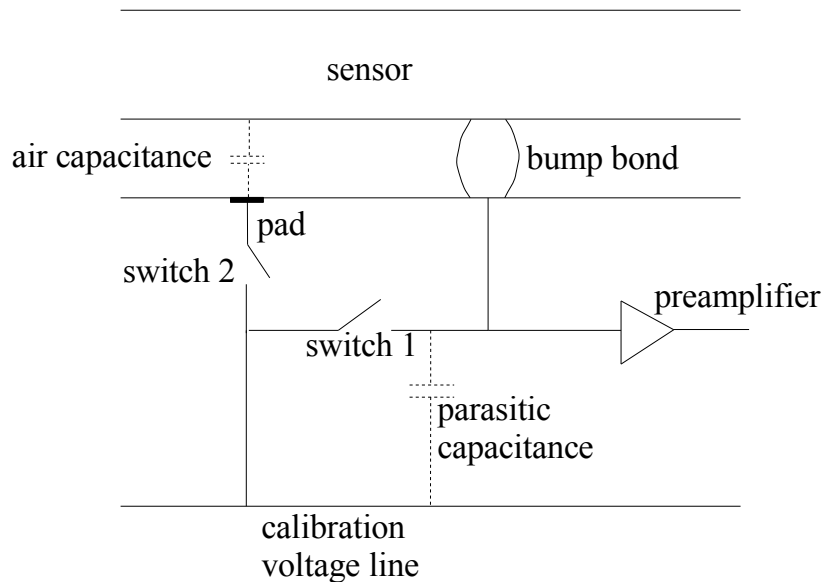 sensor
air capacitance
bump bond
pad
switch 2
preamplifier
switch 1
parasitic
capacitance
calibration
voltage line